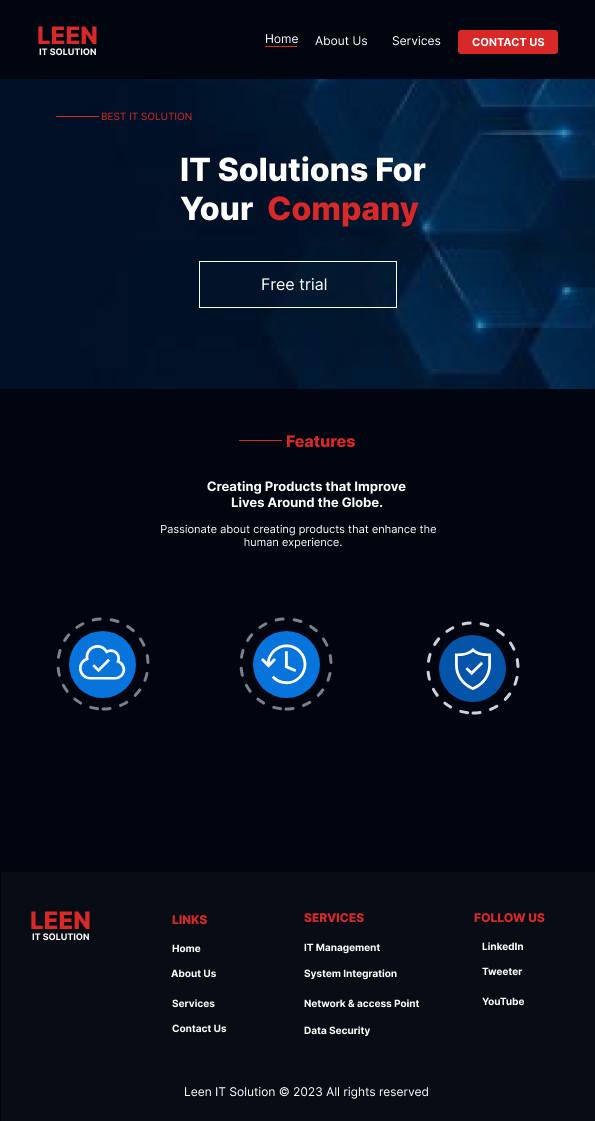 LEEN
IT SOLUTION
Home
About Us
Services
CONTACT US
BEST IT SOLUTION
IT Solutions For
Your Company
Free trial
Features
Creating Products that Improve
Lives Around the Globe.
Passionate about creating products that enhance the
human experience.
LEEN
IT SOLUTION
LINKS
Home
About Us
Services
Contact Us
SERVICES
IT Management
System Integration
Network & access Point
Data Security
FOLLOW US
LinkedIn
Tweeter
YouTube
Leen IT Solution © 2023 All rights reserved